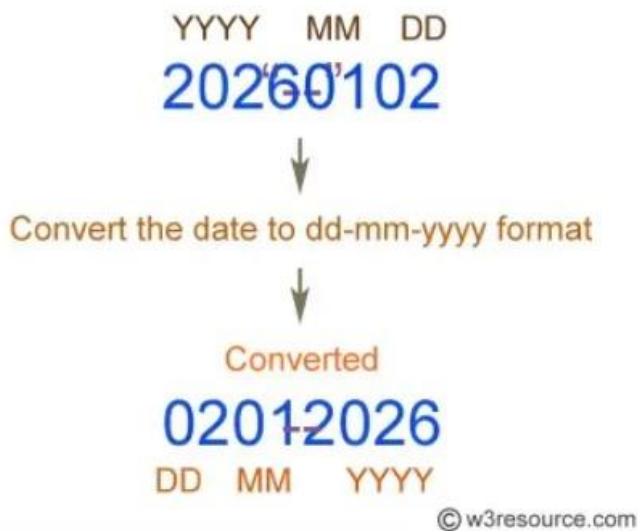 YYYY MM DD
20260102
"--"
Convert the date to dd-mm-yyyy format
Converted
02012026
--
DD MM YYYY
© w3resource.com